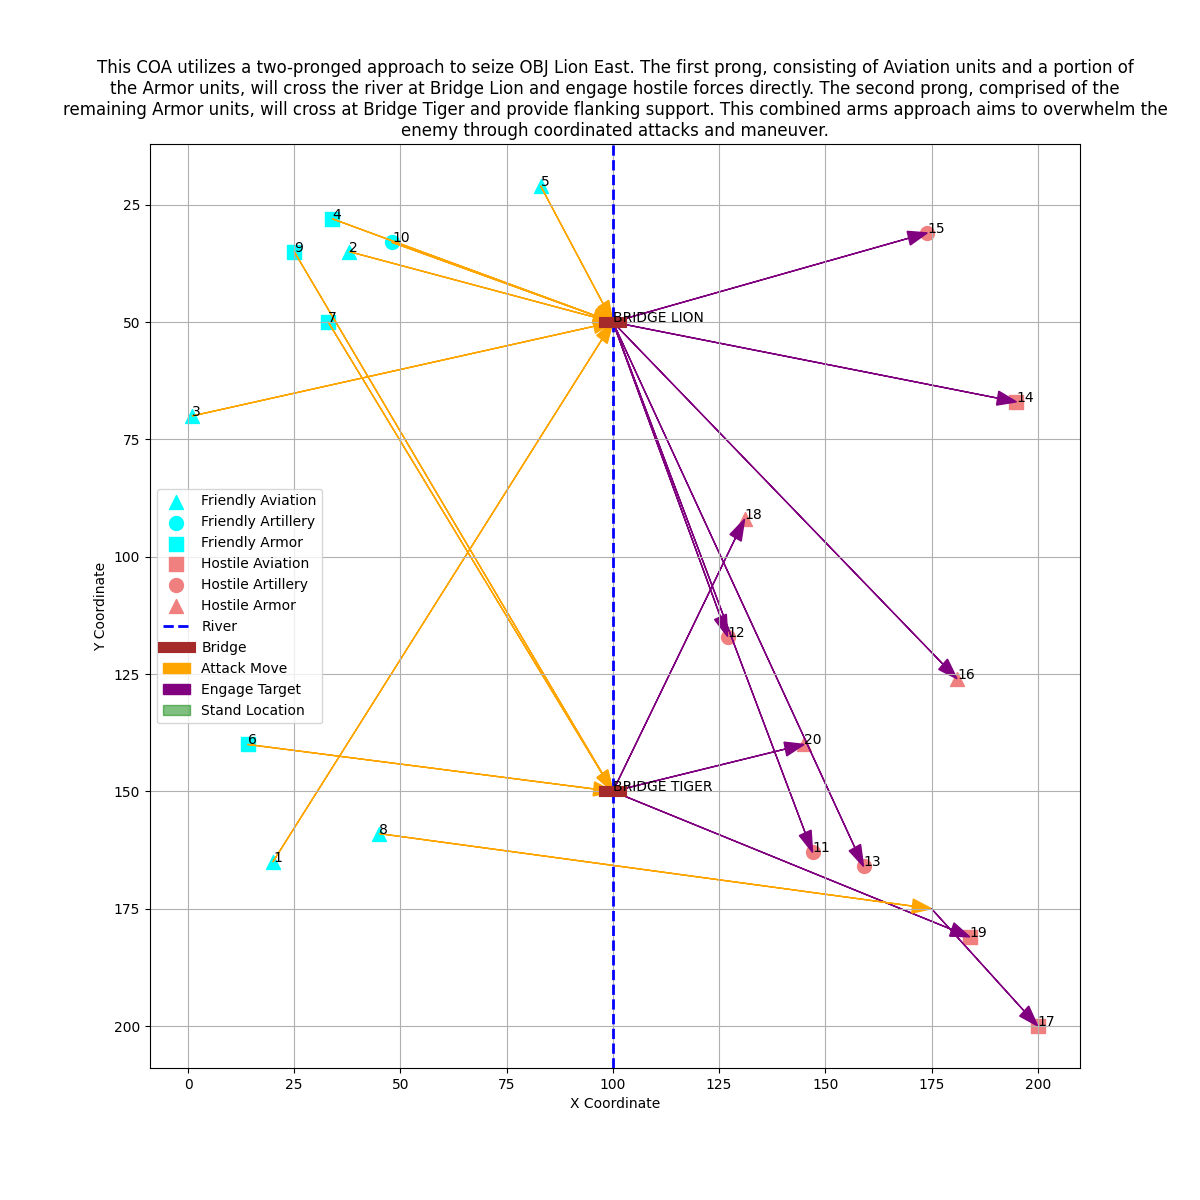 This COA utilizes a two-pronged approach to seize OBJ Lion East. The first prong, consisting of Aviation units and a portion of
the Armor units, will cross the river at Bridge Lion and engage hostile forces directly. The second prong, comprised of the
remaining Armor units, will cross at Bridge Tiger and provide flanking support. This combined arms approach aims to overwhelm the
enemy through coordinated attacks and maneuver.
5
4
10
9
2
15
25
7
BRIDGE LION
50
14
3
75
18
Friendly Aviation
Friendly Artillery
Friendly Armor
Hostile Aviation
Hostile Artillery
Hostile Armor
River
Bridge
Attack Move
Engage Target
Stand Location
100
Y Coordinate
12
125
16
6
20
BRIDGE TIGER
150
8
1
11
13
175
19
17
200
0 25 50 75 100 125 150 175 200
X Coordinate